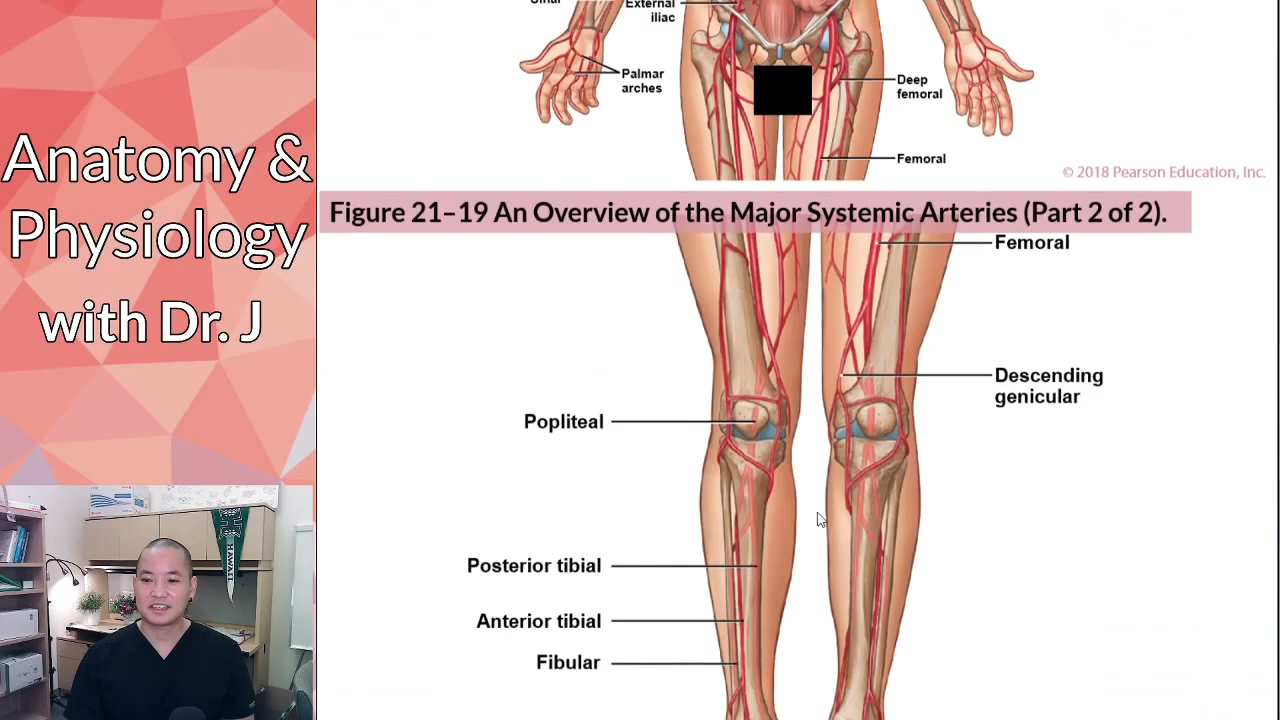 Anatomy &
Physiology
with Dr. J
HAWAII
External
iliac
Palmar
arches
Deep
femoral
Femoral
© 2018 Pearson Education, Inc.
Figure 21–19 An Overview of the Major Systemic Arteries (Part 2 of 2).
Femoral
Descending
genicular
Popliteal
Posterior tibial
Anterior tibial
Fibular